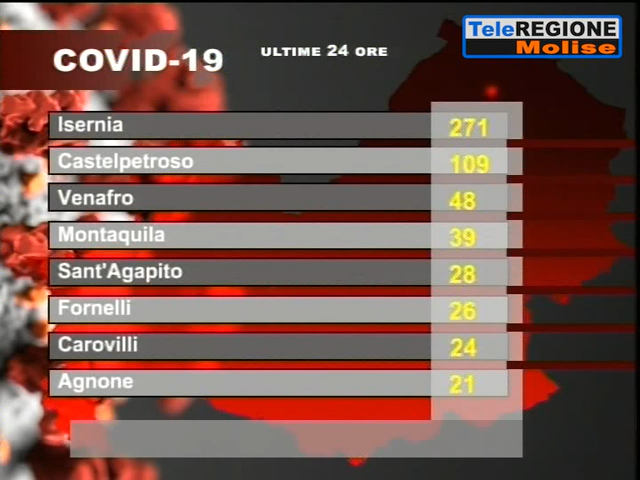 TeleREGIONE
Molise
COVID-19
ULTIME 24 ORE
Isernia 271
Castelpetroso 109
Venafro 48
Montaquila 39
Sant'Agapito 28
Fornelli 26
Carovilli 24
Agnone 21